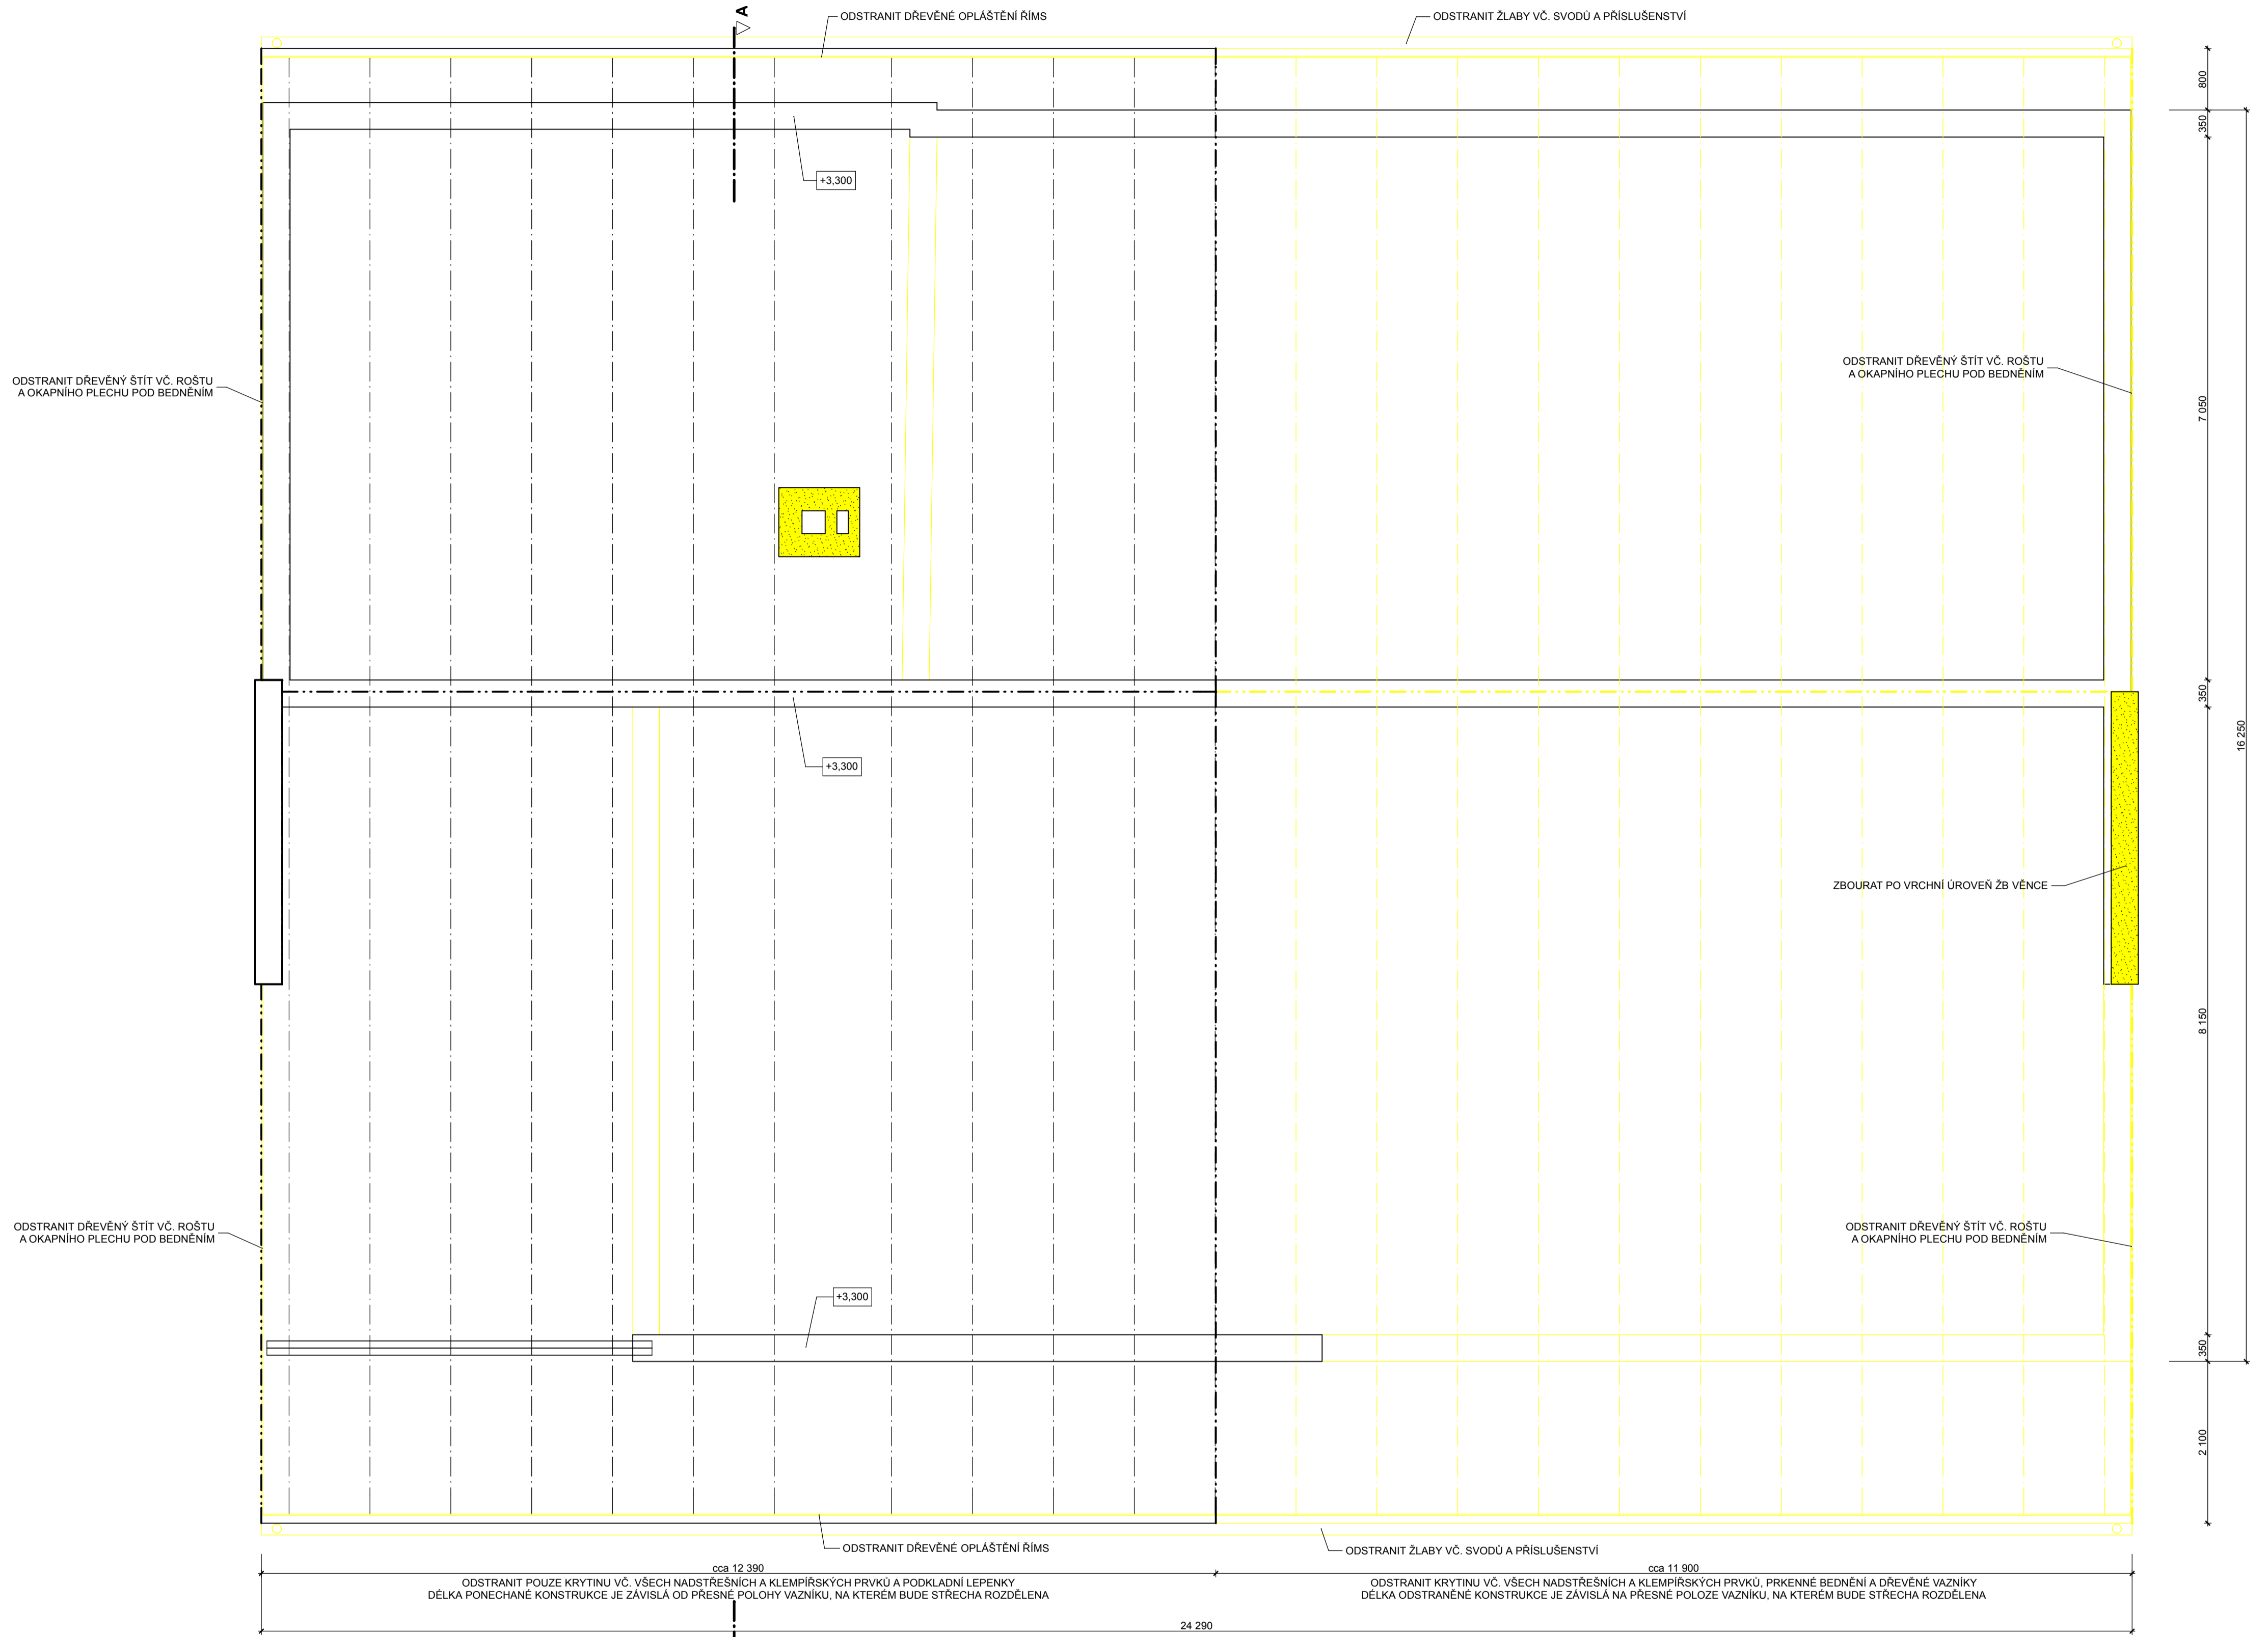 A
ODSTRANIT DŘEVĚNÉ OPLÁŠTĚNÍ ŘÍMS
ODSTRANIT ŽLABY VČ. SVODŮ A PŘÍSLUŠENSTVÍ
800
350
+3,300
ODSTRANIT DŘEVĚNÝ ŠTÍT VČ. ROŠTU
A OKAPNÍHO PLECHU POD BEDNĚNÍM
ODSTRANIT DŘEVĚNÝ ŠTÍT VČ. ROŠTU
A OKAPNÍHO PLECHU POD BEDNĚNÍM
7 050
350
16 250
+3,300
ZBOURAT PO VRCHNÍ ÚROVEŇ ŽB VĚNCE
8 150
ODSTRANIT DŘEVĚNÝ ŠTÍT VČ. ROŠTU
A OKAPNÍHO PLECHU POD BEDNĚNÍM
ODSTRANIT DŘEVĚNÝ ŠTÍT VČ. ROŠTU
A OKAPNÍHO PLECHU POD BEDNĚNÍM
+3,300
350
2 100
ODSTRANIT DŘEVĚNÉ OPLÁŠTĚNÍ ŘÍMS
ODSTRANIT ŽLABY VČ. SVODŮ A PŘÍSLUŠENSTVÍ
cca 12 390
ODSTRANIT POUZE KRYTINU VČ. VŠECH NADSTŘEŠNÍCH A KLEMPÍŘSKÝCH PRVKŮ A PODKLADNÍ LEPENKY
DÉLKA PONECHANÉ KONSTRUKCE JE ZÁVISLÁ OD PŘESNÉ POLOHY VAZNÍKU, NA KTERÉM BUDE STŘECHA ROZDĚLENA
cca 11 900
ODSTRANIT KRYTINU VČ. VŠECH NADSTŘEŠNÍCH A KLEMPÍŘSKÝCH PRVKŮ, PRKENNÉ BEDNĚNÍ A DŘEVĚNÉ VAZNÍKY
DÉLKA ODSTRANĚNÉ KONSTRUKCE JE ZÁVISLÁ NA PŘESNÉ POLOZE VAZNÍKU, NA KTERÉM BUDE STŘECHA ROZDĚLENA
24 290